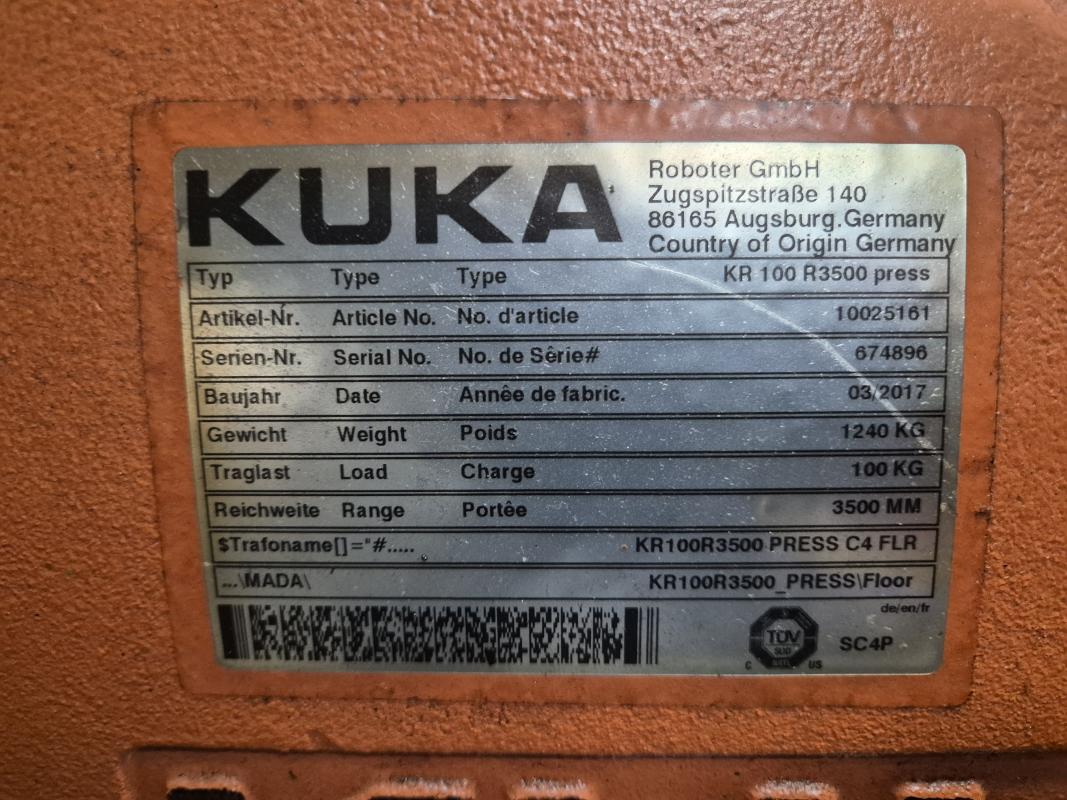 KUKA
Roboter GmbH
Zugspitzstraße 140
86165 Augsburg.Germany
Country of Origin Germany
Typ Type Type KR 100 R3500 press
Artikel-Nr. Article No. No. d'article 10025161
Serien-Nr. Serial No. No. de Sêrie# 674896
Baujahr Date Annêe de fabric. 03/2017
Gewicht Weight Poids 1240 KG
Traglast Load Charge 100 KG
Reichweite Range Portêe 3500 MM
$Trafoname[]="#..... KR100R3500 PRESS C4 FLR
...\MADA\ KR100R3500_PRESS\Floor
de/en/fr
TÜV
SÜD
C US
SC4P